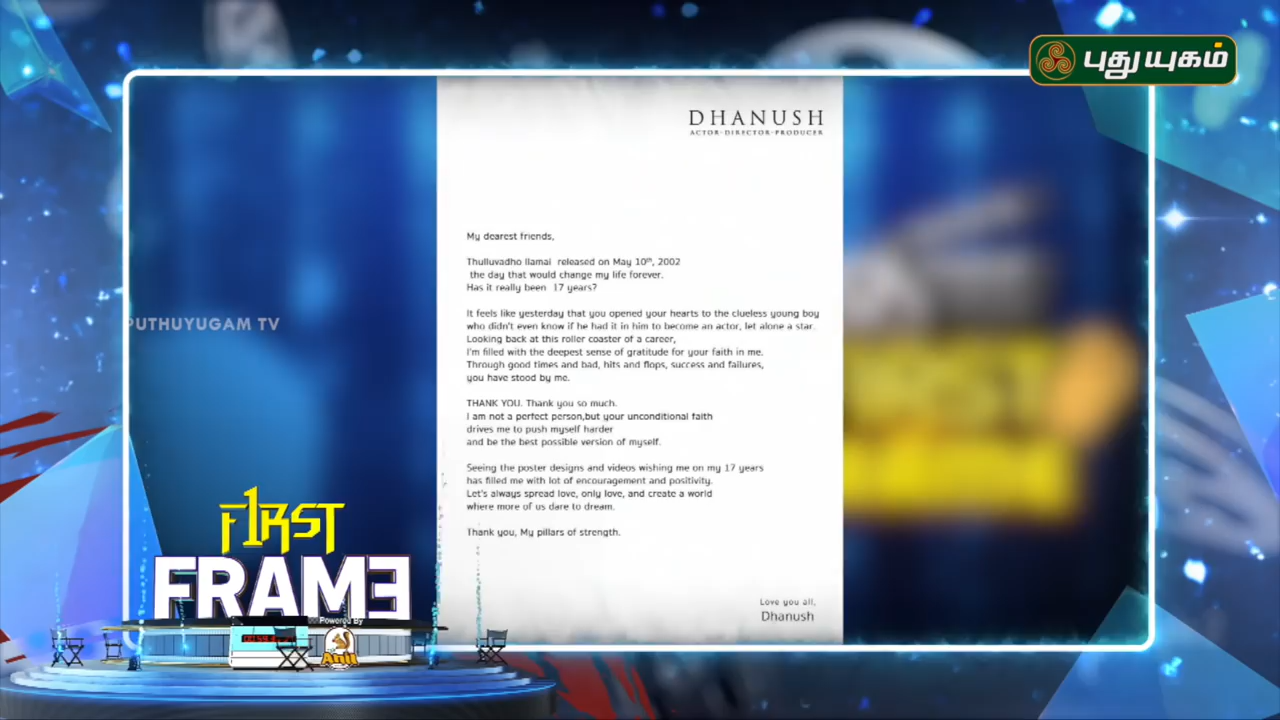 புதுயுகம்
DHANUSH
ACTOR-DIRECTOR-PRODUCER
My dearest friends,
Thulluvadho Ilamai released on May 10th, 2002
the day that would change my life forever.
Has it really been 17 years?
It feels like yesterday that you opened your hearts to the clueless young boy
who didn't even know if he had it in him to become an actor, let alone a star.
Looking back at this roller coaster of a career,
I'm filled with the deepest sense of gratitude for your faith in me.
Through good times and bad, hits and flops, success and failures,
you have stood by me.
THANK YOU. Thank you so much.
I am not a perfect person,but your unconditional faith
drives me to push myself harder
and be the best possible version of myself.
Seeing the poster designs and videos wishing me on my 17 years
has filled me with lot of encouragement and positivity.
Let's always spread love, only love, and create a world
where more of us dare to dream.
Thank you, My pillars of strength.
Love you all,
Dhanush
PUTHUYUGAM TV
F1RST
FRAME
Powered By
Anil